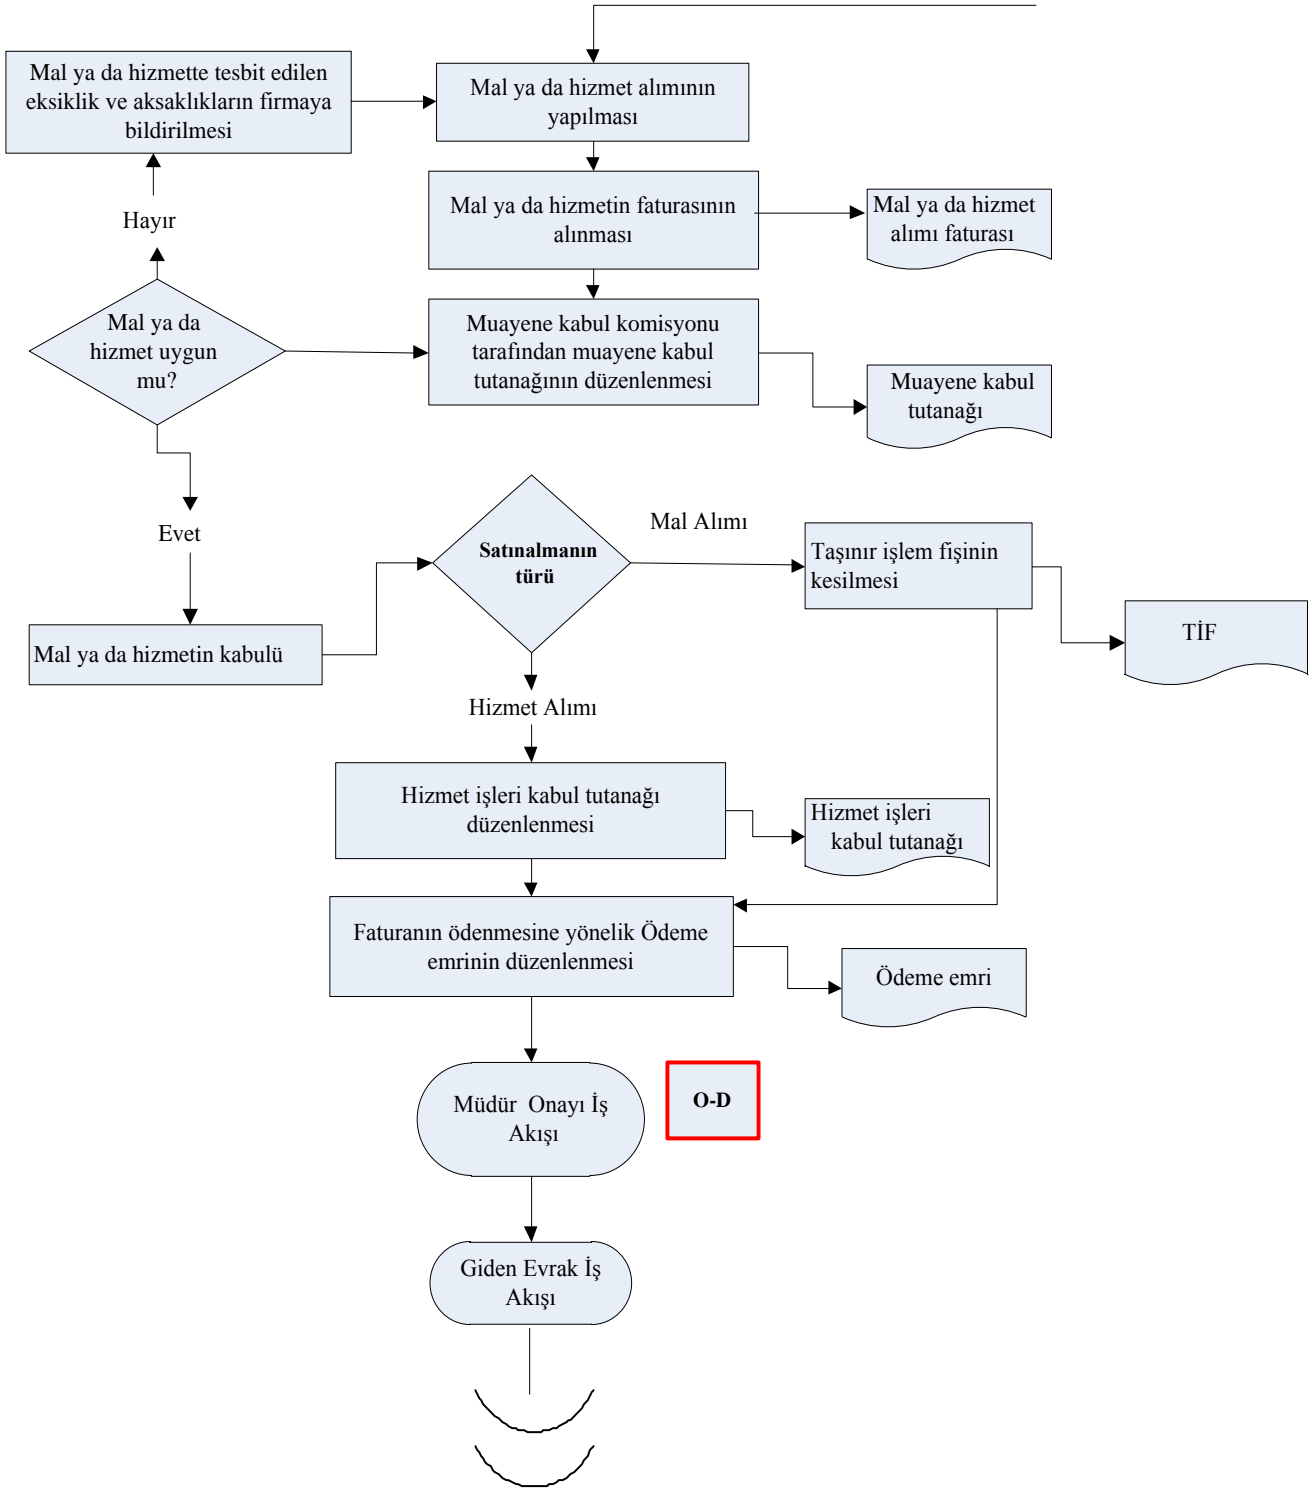 Mal ya da hizmette tesbit edilen
eksiklik ve aksaklıkların firmaya
bildirilmesi
Mal ya da hizmet alımının
yapılması
Hayır
Mal ya da hizmetin faturasının
alınması
Mal ya da hizmet
alımı faturası
Mal ya da
hizmet uygun
mu?
Muayene kabul komisyonu
tarafından muayene kabul
tutanağının düzenlenmesi
Muayene kabul
tutanağı
Evet
Satınalmanın
türü
Mal Alımı
Taşınır işlem fişinin
kesilmesi
TİF
Mal ya da hizmetin kabulü
Hizmet Alımı
Hizmet işleri kabul tutanağı
düzenlenmesi
Hizmet işleri
kabul tutanağı
Faturanın ödenmesine yönelik Ödeme
emrinin düzenlenmesi
Ödeme emri
Müdür  Onayı İş
Akışı
O-D
Giden Evrak İş
Akışı